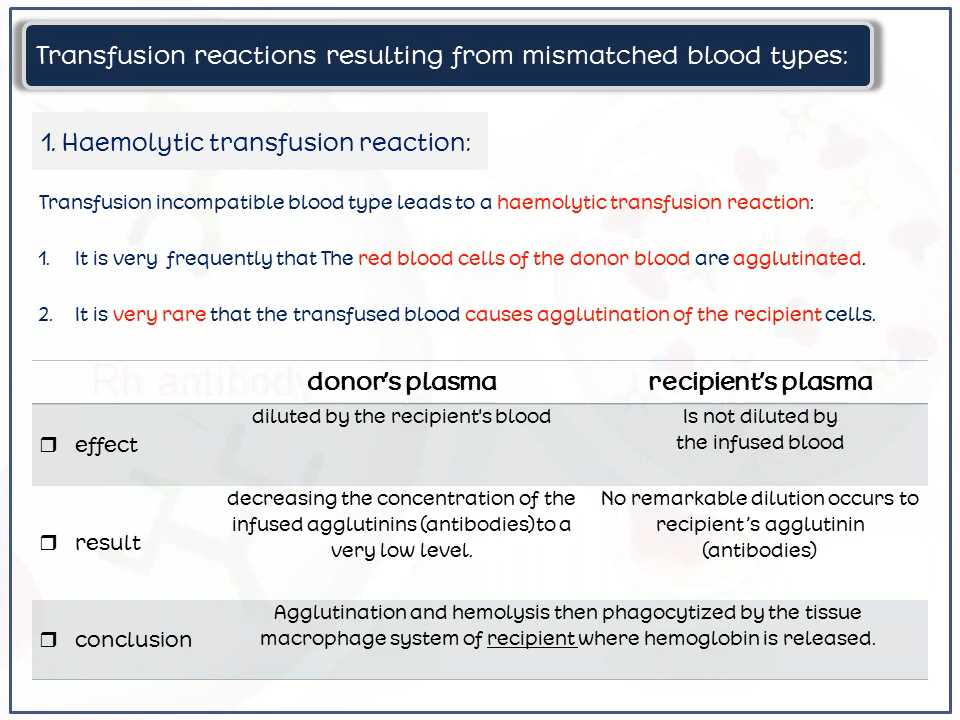 Transfusion reactions resulting from mismatched blood types:
1. Haemolytic transfusion reaction:
Transfusion incompatible blood type leads to a haemolytic transfusion reaction:
1. It is very frequently that The red blood cells of the donor blood are agglutinated.
2. It is very rare that the transfused blood causes agglutination of the recipient cells.
Rh antibody
donor's plasma recipient's plasma
❒ effect
diluted by the recipient's blood
Is not diluted by
the infused blood
❒ result
decreasing the concentration of the
infused agglutinins (antibodies)to a
very low level.
No remarkable dilution occurs to
recipient's agglutinin
(antibodies)
❒ conclusion
Agglutination and hemolysis then phagocytized by the tissue
macrophage system of recipient where hemoglobin is released.